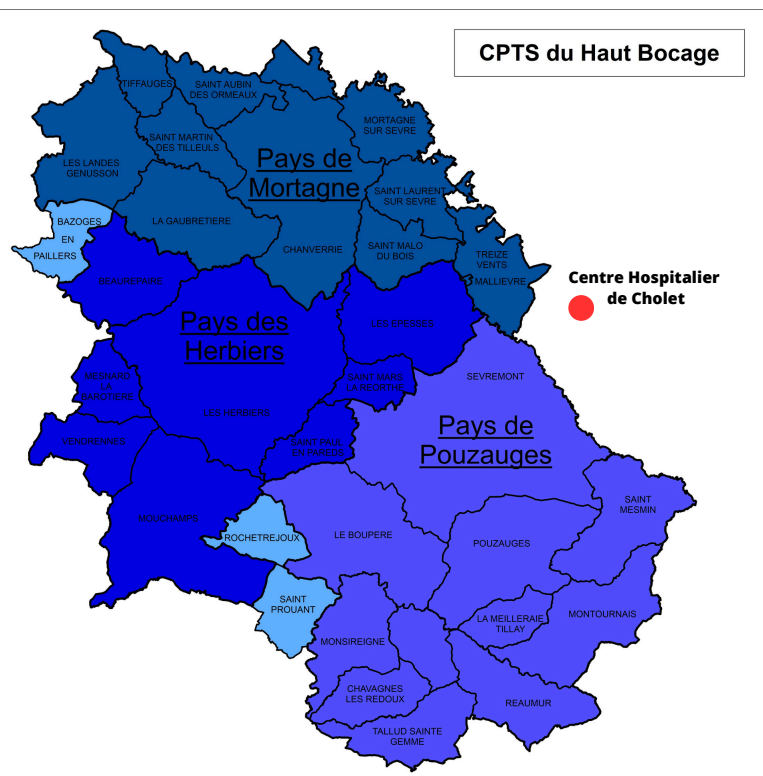 CPTS du Haut Bocage
TIFFAUGES
SAINT AUBIN
DES ORMEAUX
MORTAGNE
SUR SEVRE
SAINT MARTIN
DES TILLEULS
Pays de
Mortagne
LES LANDES
GENUSSON
SAINT LAURENT
SUR SEVRE
BAZOGES
EN
PAILLERS
LA GAUBRETIERE
CHANVERRIE
SAINT MALO
DU BOIS
TREIZE
VENTS
MALLIEVRE
Centre Hospitalier
de Cholet
BEAUREPAIRE
Pays des
Herbiers
LES EPESSES
MESNARD
LA
BAROTIERE
SAINT MARS
LA REORTHE
SEVREMONT
LES HERBIERS
Pays de
Pouzauges
VENDRENNES
SAINT PAUL
EN PAREDS
SAINT
MESMIN
MOUCHAMPS
ROCHETREJOUX
LE BOUPERE
POUZAUGES
SAINT
PROUANT
LA MEILLERAIE
TILLAY
MONTOURNAIS
MONSIREIGNE
CHAVAGNES
LES REDOUX
REAUMUR
TALLUD SAINTE
GEMME